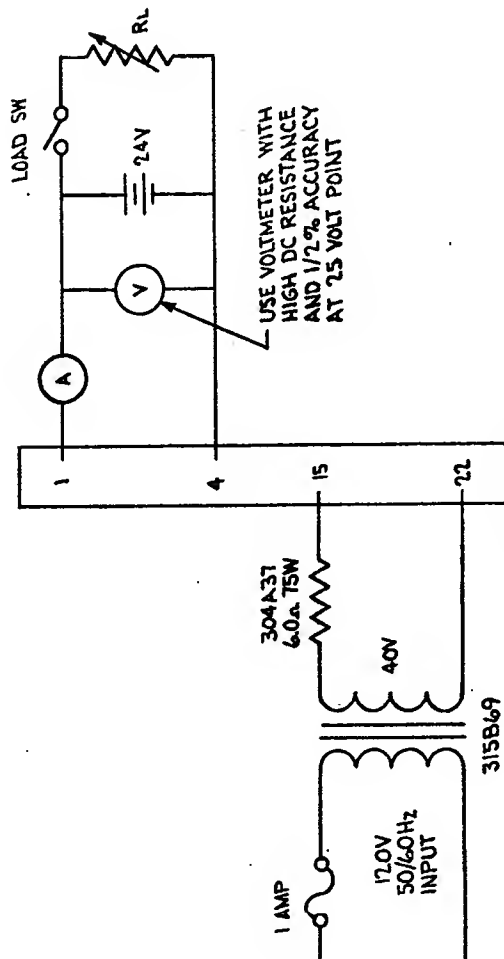 LOAD SW
RL
24V
V
A
USE VOLTMETER WITH
HIGH DC RESISTANCE
AND 1/2% ACCURACY
AT 25 VOLT POINT
1
4
15
22
304A37
6.0Ω 75W
40V
315B69
1 AMP
120V
50/60HZ
INPUT